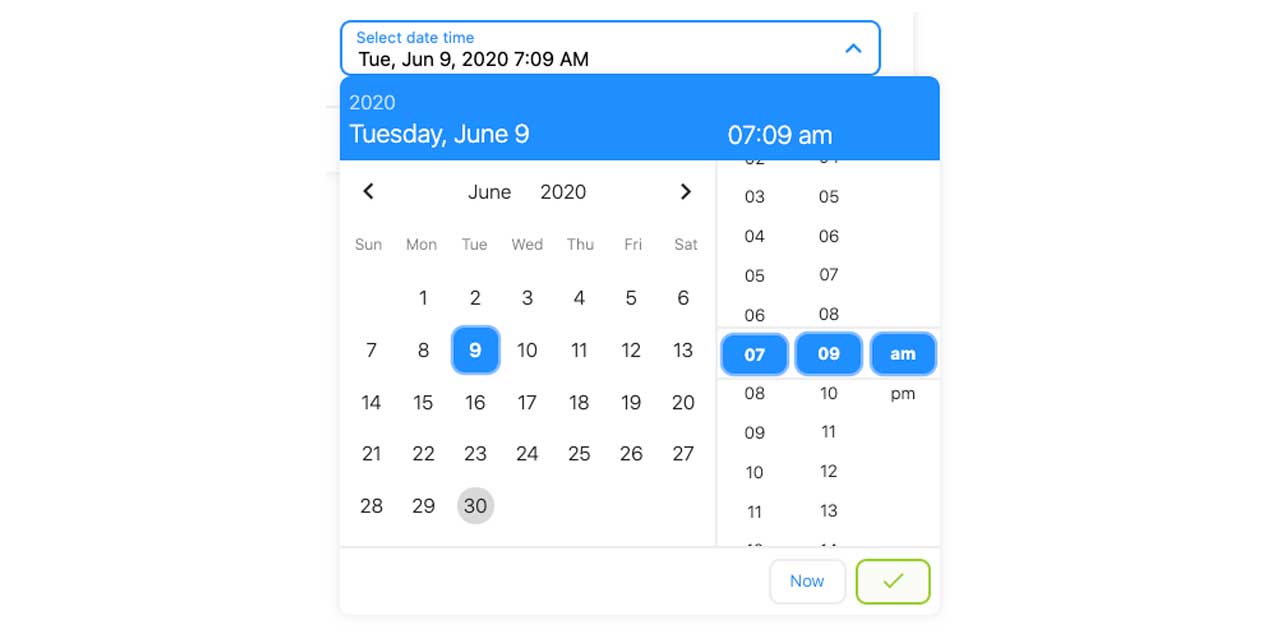 Select date time
Tue, Jun 9, 2020 7:09 AM
2020
Tuesday, June 9 07:09 am
June 2020
Sun Mon Tue Wed Thu Fri Sat
1 2 3 4 5 6
7 8 9 10 11 12 13
14 15 16 17 18 19 20
21 22 23 24 25 26 27
28 29 30
03 05
04 06
05 07
06 08
07 09 am
08 10 pm
09 11
10 12
11 13
Now